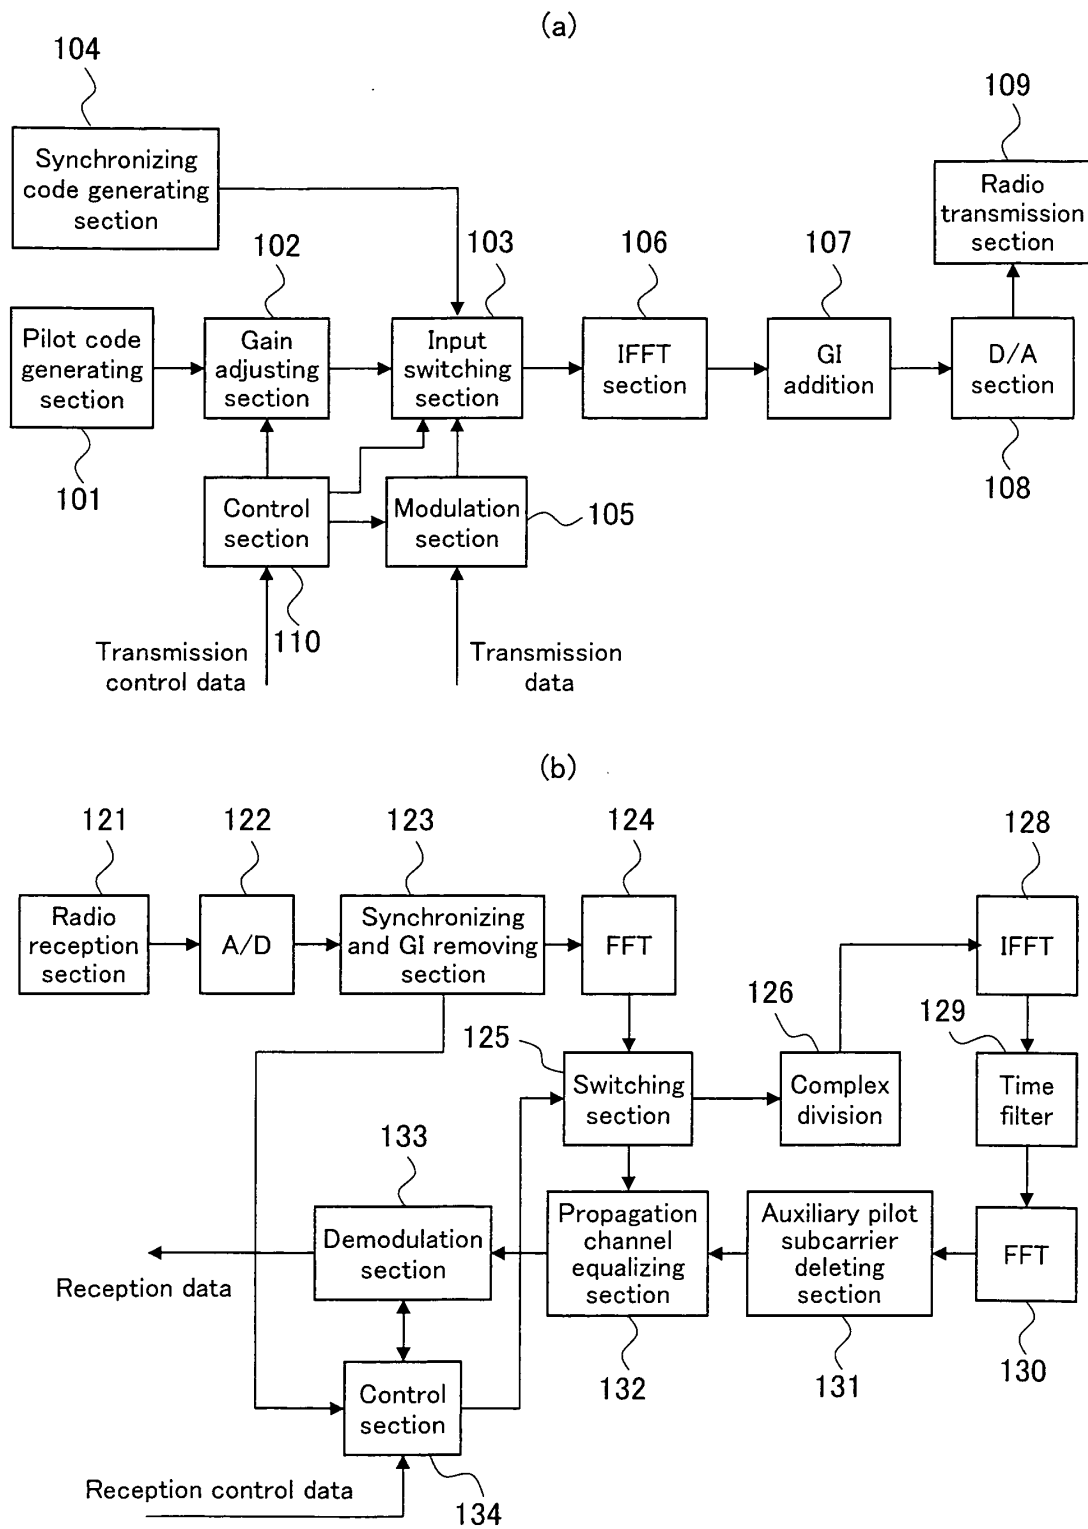 (a)
104
109
Synchronizing
code generating
section
Radio
transmission
section
102
103
106
107
Pilot code
generating
section
Gain
adjusting
section
Input
switching
section
IFFT
section
GI
addition
D/A
section
101
108
Control
section
Modulation
section
105
110
Transmission
control data
Transmission
data
(b)
121
122
123
124
128
Radio
reception
section
A/D
Synchronizing
and GI removing
section
FFT
IFFT
126
129
125
Switching
section
Complex
division
Time
filter
133
Demodulation
section
Propagation
channel
equalizing
section
Auxiliary pilot
subcarrier
deleting
section
FFT
Reception data
132
131
130
Control
section
Reception control data
134